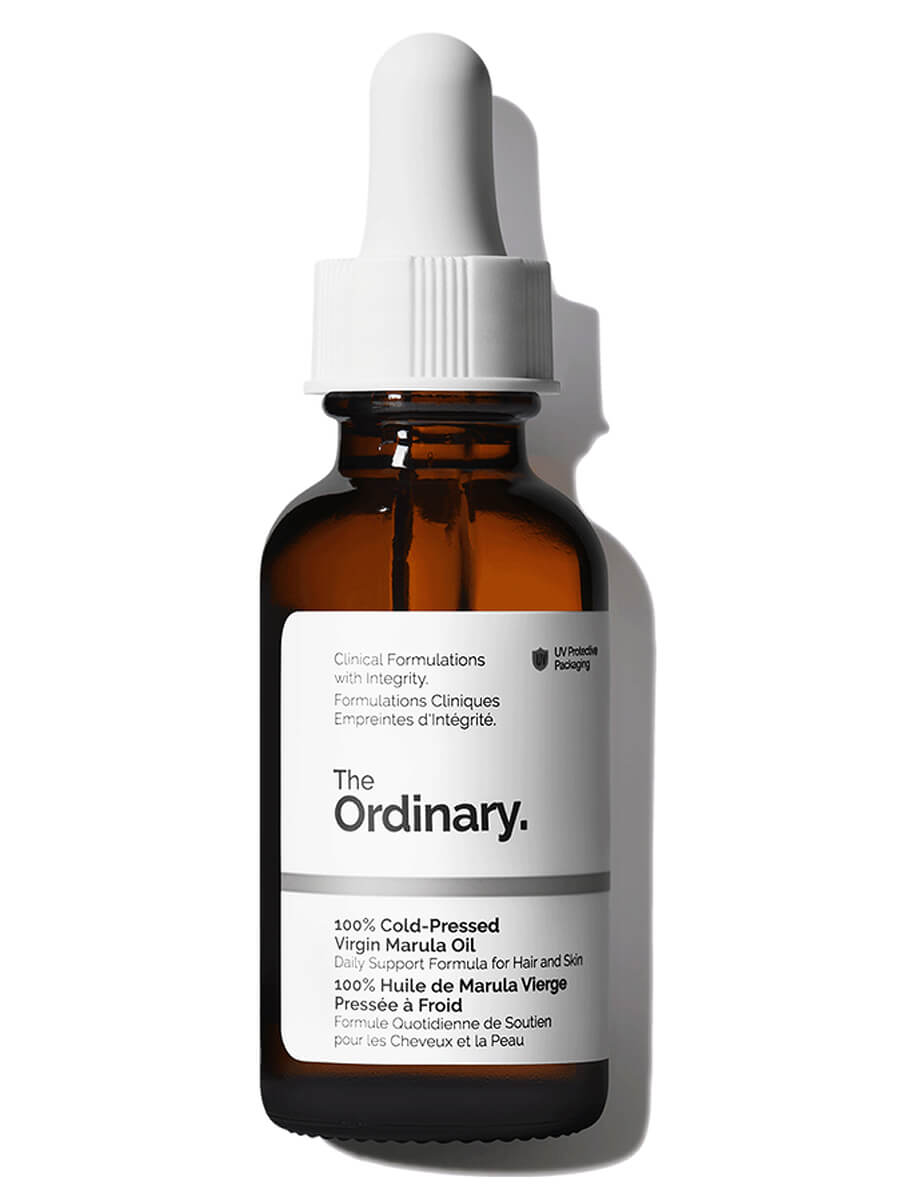 Clinical Formulations
with Integrity.
Formulations Cliniques
Empreintes d'Intégrité.
UV
UV Protective
Packaging
The
Ordinary.
100% Cold-Pressed
Virgin Marula Oil
Daily Support Formula for Hair and Skin
100% Huile de Marula Vierge
Pressée à Froid
Formule Quotidienne de Soutien
pour les Cheveux et la Peau